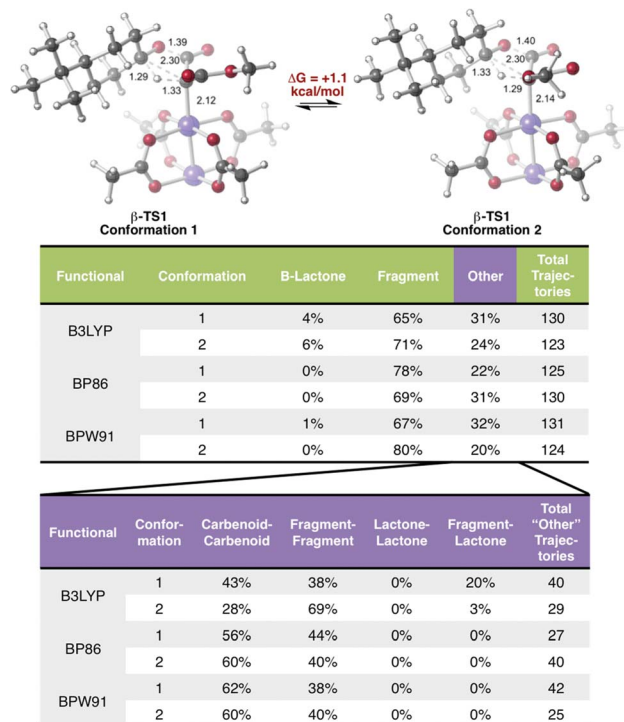 1.39
2.30
1.29
1.33
2.12
ΔG = +1.1
kcal/mol
1.40
2.30
1.33
1.29
2.14
β-TS1
Conformation 1
β-TS1
Conformation 2
Functional Conformation B-Lactone Fragment Other Total Trajec-tories
B3LYP 1 4% 65% 31% 130
2 6% 71% 24% 123
BP86 1 0% 78% 22% 125
2 0% 69% 31% 130
BPW91 1 1% 67% 32% 131
2 0% 80% 20% 124
Functional Confor-mation Carbenoid-Carbenoid Fragment-Fragment Lactone-Lactone Fragment-Lactone Total "Other" Trajec-tories
B3LYP 1 43% 38% 0% 20% 40
2 28% 69% 0% 3% 29
BP86 1 56% 44% 0% 0% 27
2 60% 40% 0% 0% 40
BPW91 1 62% 38% 0% 0% 42
2 60% 40% 0% 0% 25